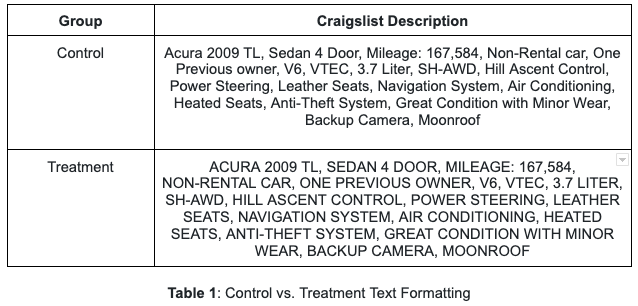 Group Craigslist Description
Control
Acura 2009 TL, Sedan 4 Door, Mileage: 167,584, Non-Rental car, One
Previous owner, V6, VTEC, 3.7 Liter, SH-AWD, Hill Ascent Control,
Power Steering, Leather Seats, Navigation System, Air Conditioning,
Heated Seats, Anti-Theft System, Great Condition with Minor Wear,
Backup Camera, Moonroof
Treatment
ACURA 2009 TL, SEDAN 4 DOOR, MILEAGE: 167,584,
NON-RENTAL CAR, ONE PREVIOUS OWNER, V6, VTEC, 3.7 LITER,
SH-AWD, HILL ASCENT CONTROL, POWER STEERING, LEATHER
SEATS, NAVIGATION SYSTEM, AIR CONDITIONING, HEATED
SEATS, ANTI-THEFT SYSTEM, GREAT CONDITION WITH MINOR
WEAR, BACKUP CAMERA, MOONROOF
Table 1: Control vs. Treatment Text Formatting